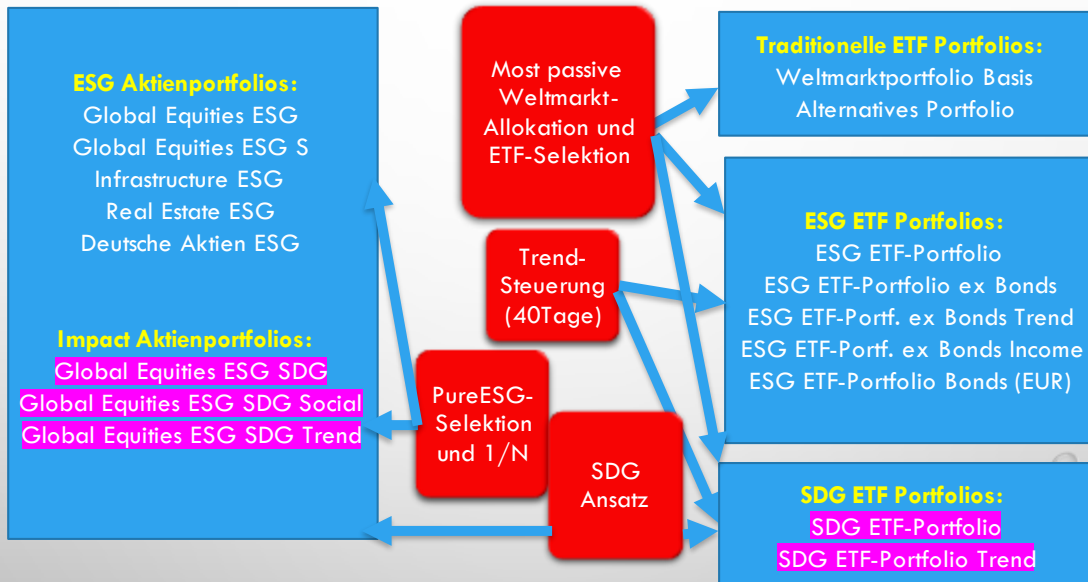 ESG Aktienportfolios:
Global Equities ESG
Global Equities ESG S
Infrastructure ESG
Real Estate ESG
Deutsche Aktien ESG
Impact Aktienportfolios:
Global Equities ESG SDG
Global Equities ESG SDG Social
Global Equities ESG SDG Trend
Most passive
Weltmarkt-
Allokation und
ETF-Selektion
Trend-
Steuerung
(40Tage)
PureESG-
Selektion
und 1/N
SDG
Ansatz
Traditionelle ETF Portfolios:
Weltmarktportfolio Basis
Alternatives Portfolio
ESG ETF Portfolios:
ESG ETF-Portfolio
ESG ETF-Portfolio ex Bonds
ESG ETF-Portf. ex Bonds Trend
ESG ETF-Portf. ex Bonds Income
ESG ETF-Portfolio Bonds (EUR)
SDG ETF Portfolios:
SDG ETF-Portfolio
SDG ETF-Portfolio Trend